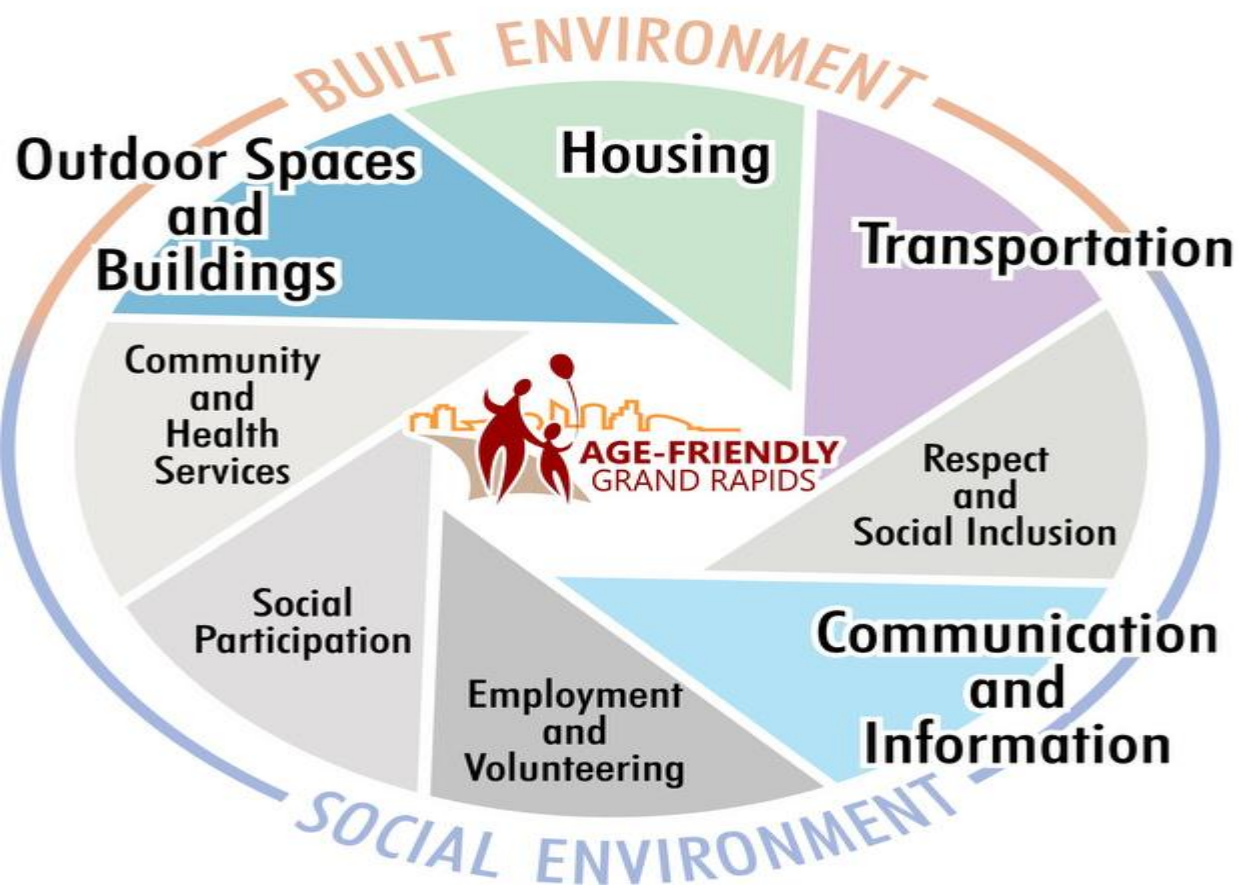 BUILT ENVIRONMENT
Outdoor Spaces
and
Buildings
Housing
Transportation
Community
and
Health
Services
AGE-FRIENDLY
GRAND RAPIDS
Respect
and
Social Inclusion
Social
Participation
Employment
and
Volunteering
Communication
and
Information
SOCIAL ENVIRONMENT